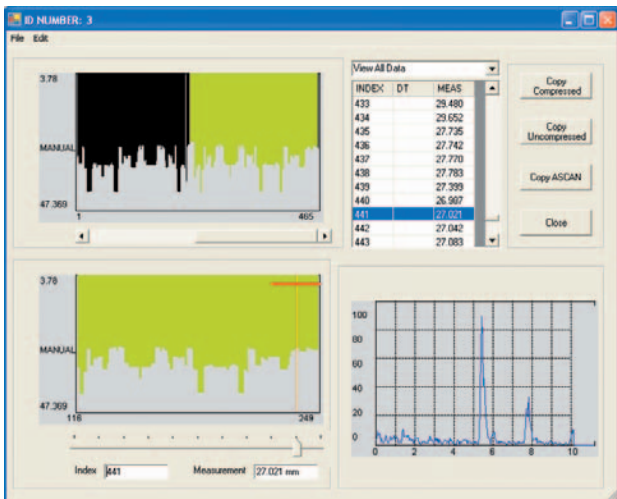 ID NUMBER: 3
File Edit
3.78
MANUAL
47.369
1 465
View All Data
INDEX DT MEAS
433 29.480
434 29.652
435 27.735
436 27.742
437 27.770
438 27.783
439 27.399
440 26.987
441 27.021
442 27.042
443 27.083
Copy Compressed
Copy Uncompressed
Copy ASCAN
Close
3.78
MANUAL
47.369
116 249
Index 441 Measurement 27.021 mm
100
80
60
40
20
0
0 2 4 6 8 10